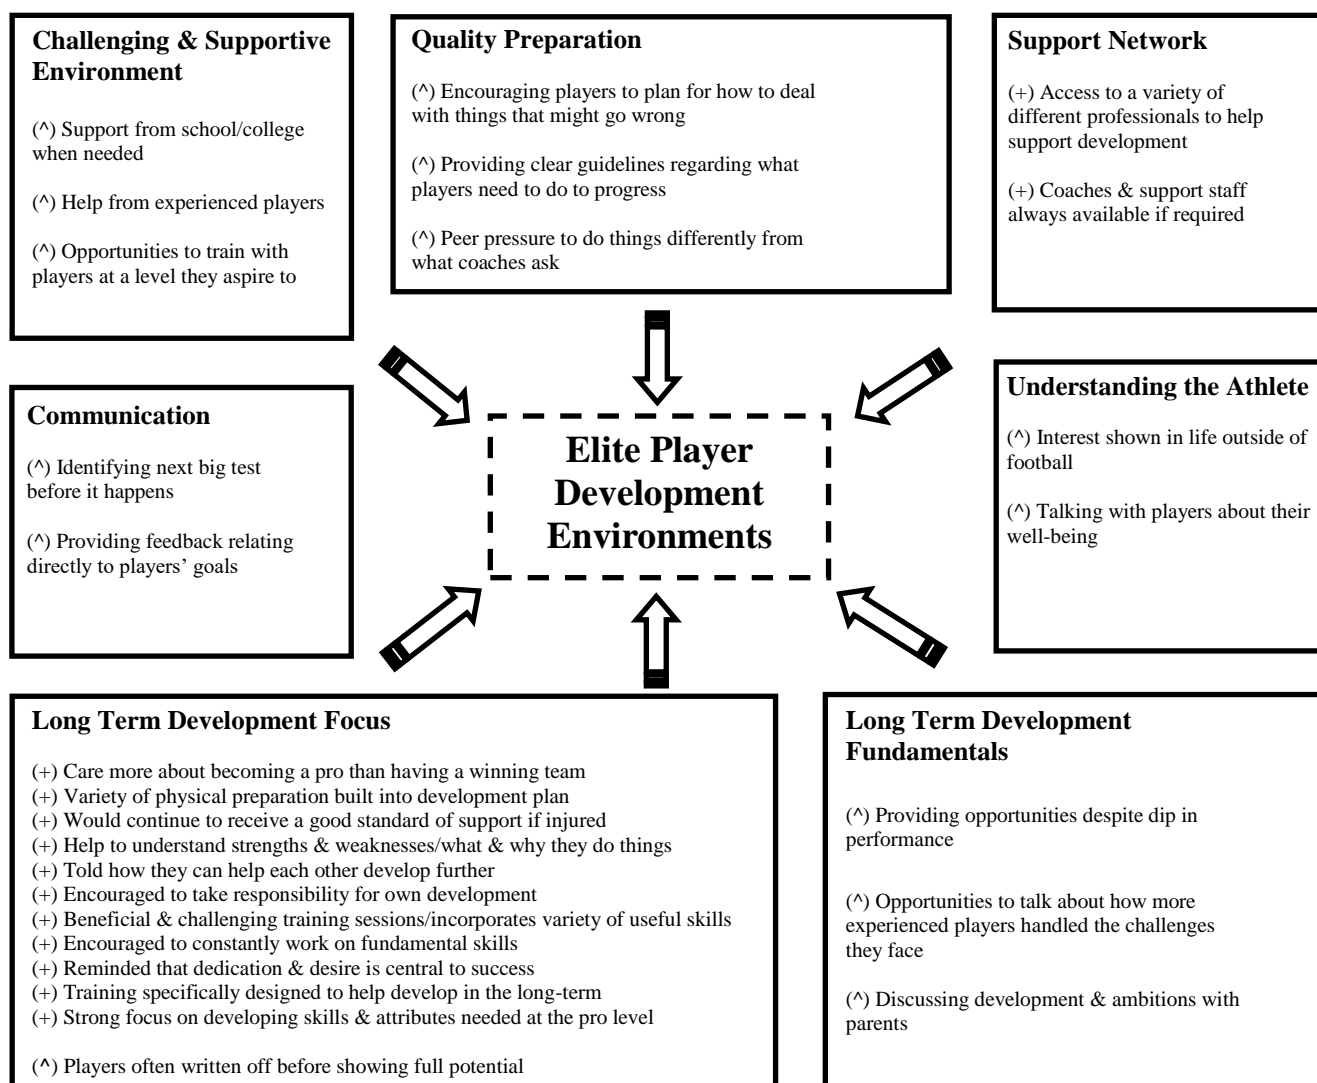 Challenging & Supportive
Environment
(^) Support from school/college
when needed
(^) Help from experienced players
(^) Opportunities to train with
players at a level they aspire to
Quality Preparation
(^) Encouraging players to plan for how to deal
with things that might go wrong
(^) Providing clear guidelines regarding what
players need to do to progress
(^) Peer pressure to do things differently from
what coaches ask
Support Network
(+) Access to a variety of
different professionals to help
support development
(+) Coaches & support staff
always available if required
Communication
(^) Identifying next big test
before it happens
(^) Providing feedback relating
directly to players’ goals
Elite Player
Development
Environments
Understanding the Athlete
(^) Interest shown in life outside of
football
(^) Talking with players about their
well-being
Long Term Development Focus
(+) Care more about becoming a pro than having a winning team
(+) Variety of physical preparation built into development plan
(+) Would continue to receive a good standard of support if injured
(+) Help to understand strengths & weaknesses/what & why they do things
(+) Told how they can help each other develop further
(+) Encouraged to take responsibility for own development
(+) Beneficial & challenging training sessions/incorporates variety of useful skills
(+) Encouraged to constantly work on fundamental skills
(+) Reminded that dedication & desire is central to success
(+) Training specifically designed to help develop in the long-term
(+) Strong focus on developing skills & attributes needed at the pro level
(^) Players often written off before showing full potential
Long Term Development
Fundamentals
(^) Providing opportunities despite dip in
performance
(^) Opportunities to talk about how more
experienced players handled the challenges
they face
(^) Discussing development & ambitions with
parents